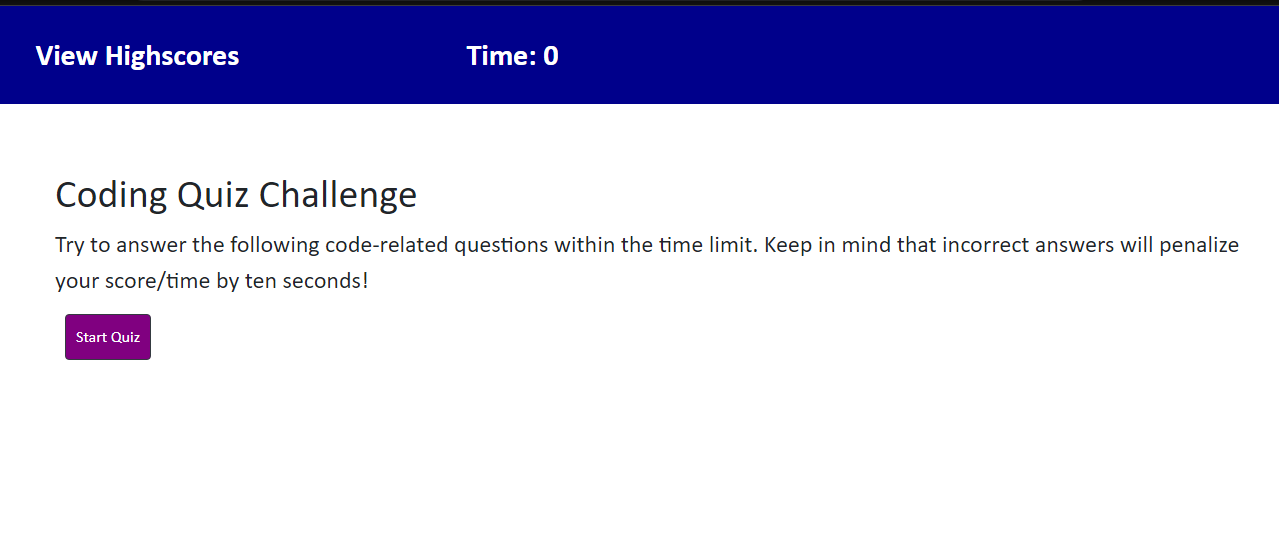 View Highscores Time: 0
Coding Quiz Challenge
Try to answer the following code-related questions within the time limit. Keep in mind that incorrect answers will penalize
your score/time by ten seconds!
Start Quiz